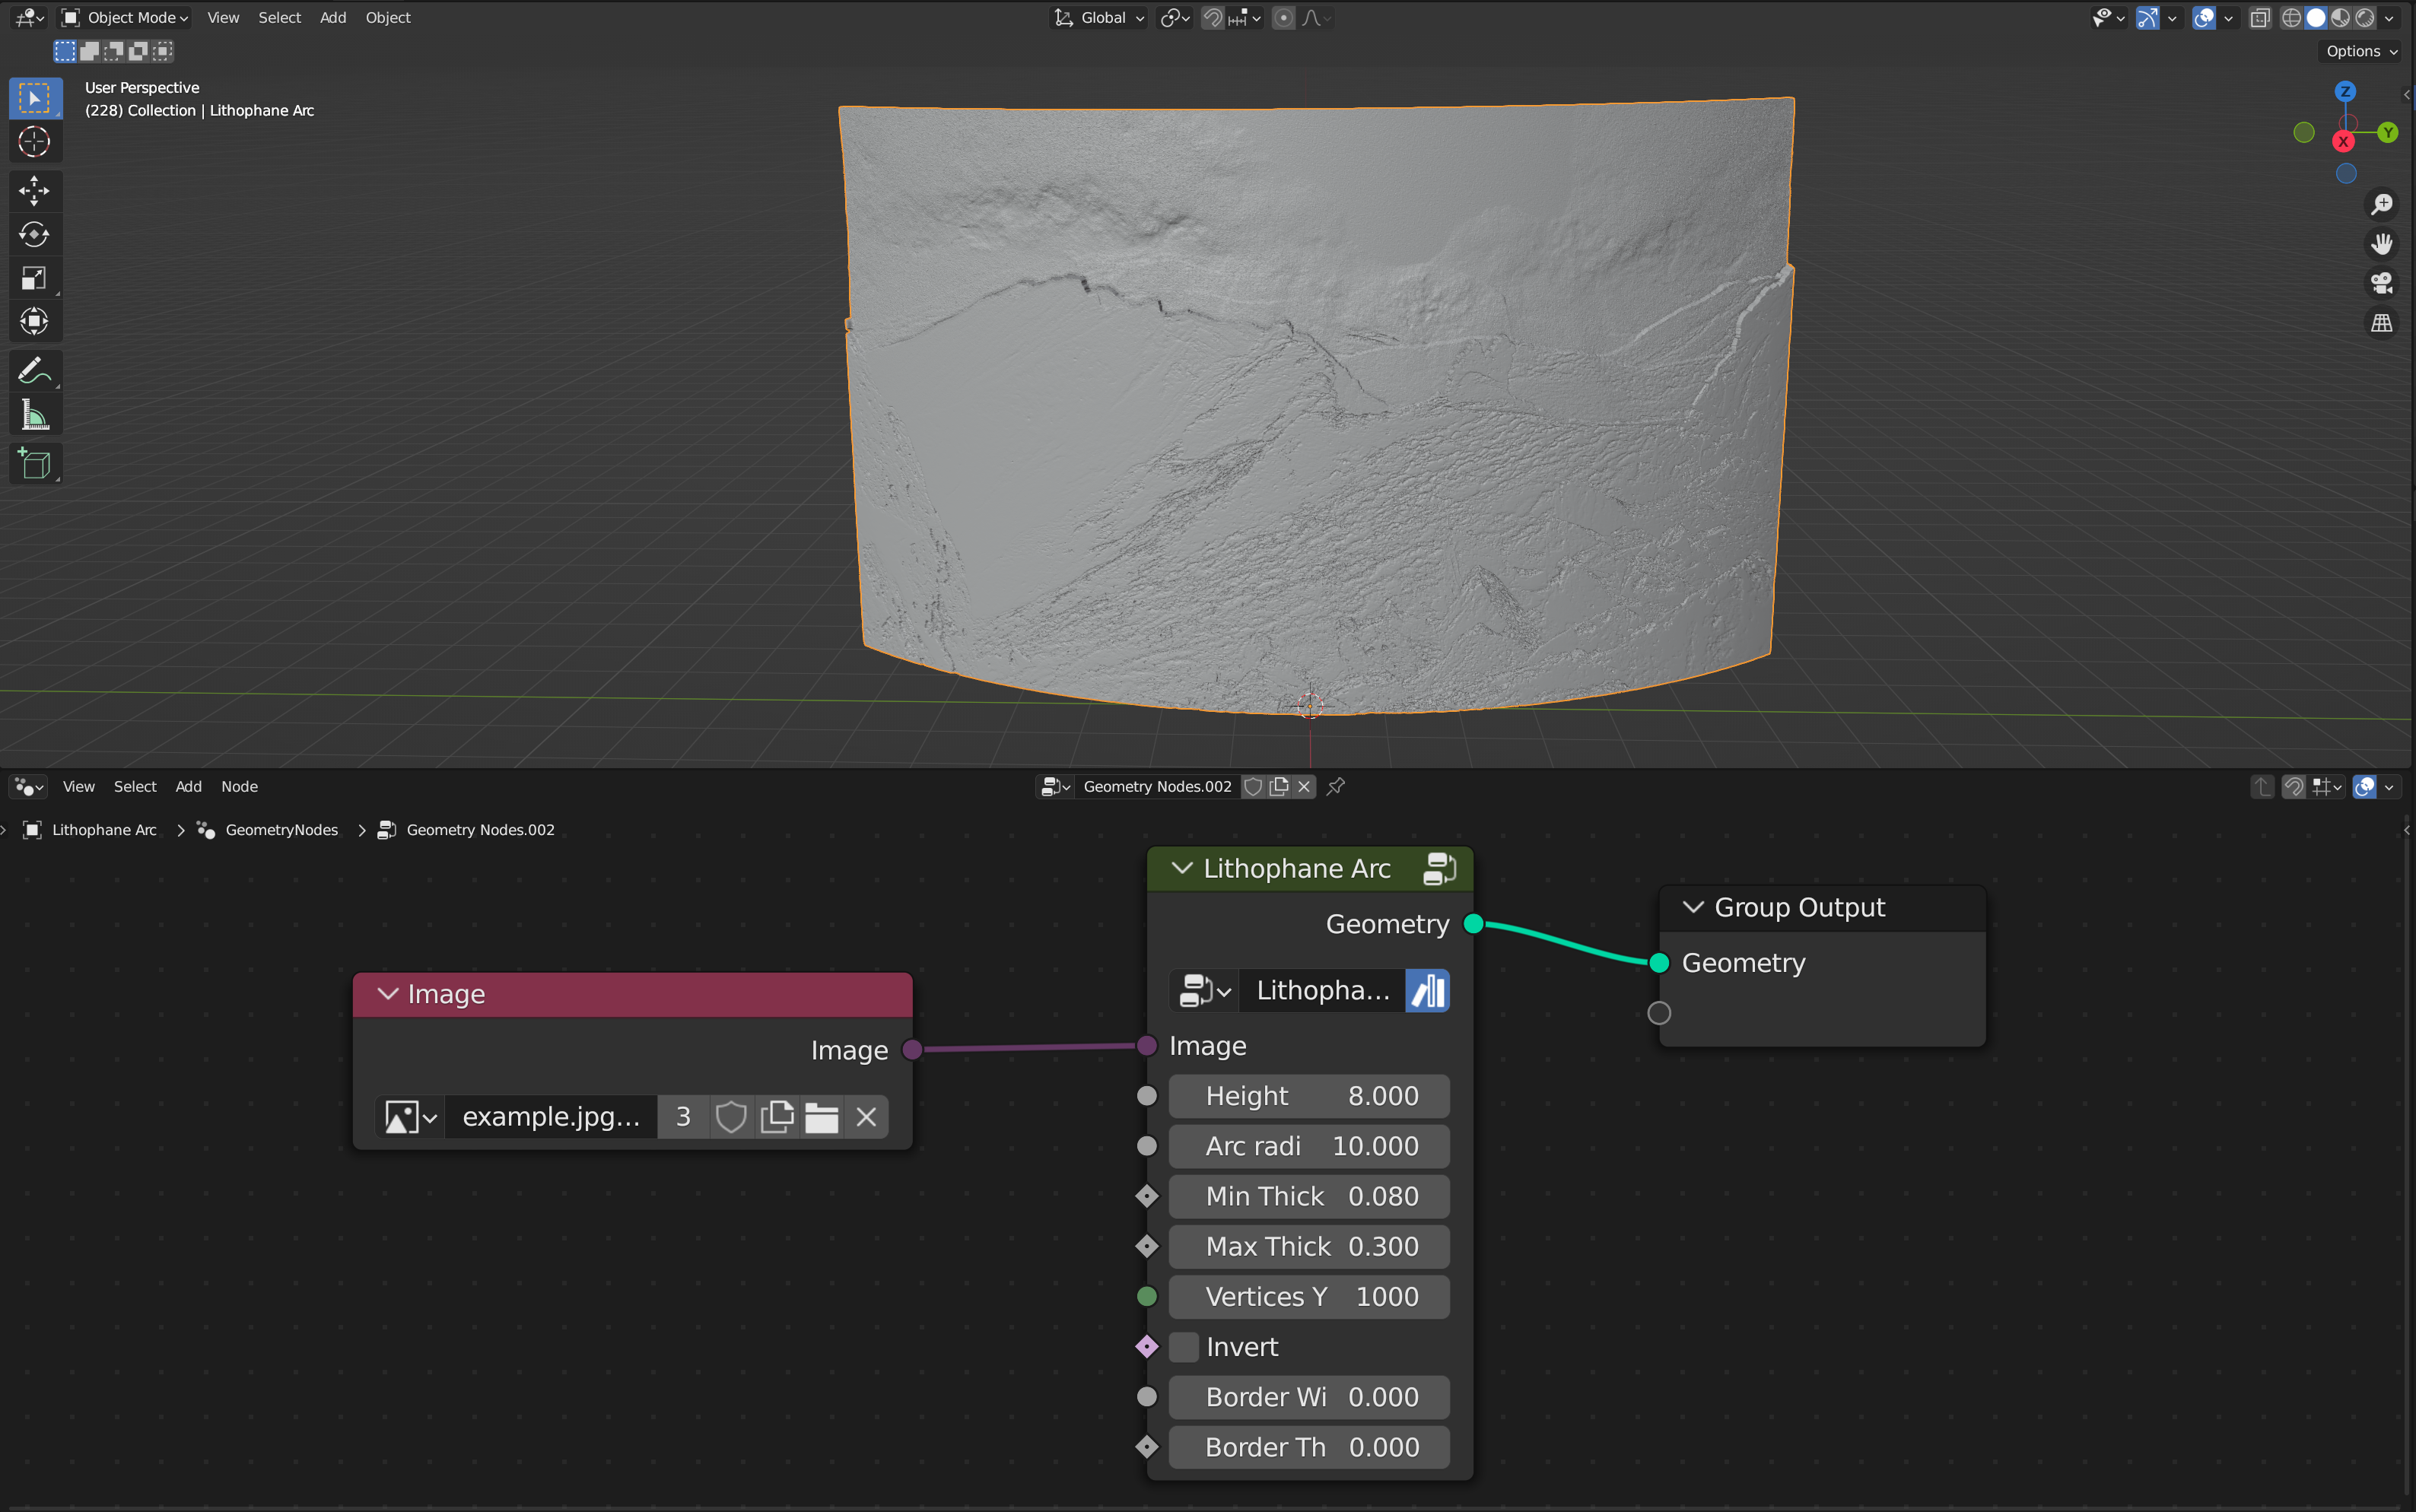 Object Mode View Select Add Object Global
Options
User Perspective
(228) Collection | Lithophane Arc
Z
Y
X
View Select Add Node Geometry Nodes.002
Lithophane Arc GeometryNodes Geometry Nodes.002
Lithophane Arc
Geometry
Lithopha...
Image
Height 8.000
Arc radi 10.000
Min Thick 0.080
Max Thick 0.300
Vertices Y 1000
Invert
Border Wi 0.000
Border Th 0.000
Group Output
Geometry
Image
Image
example.jpg... 3